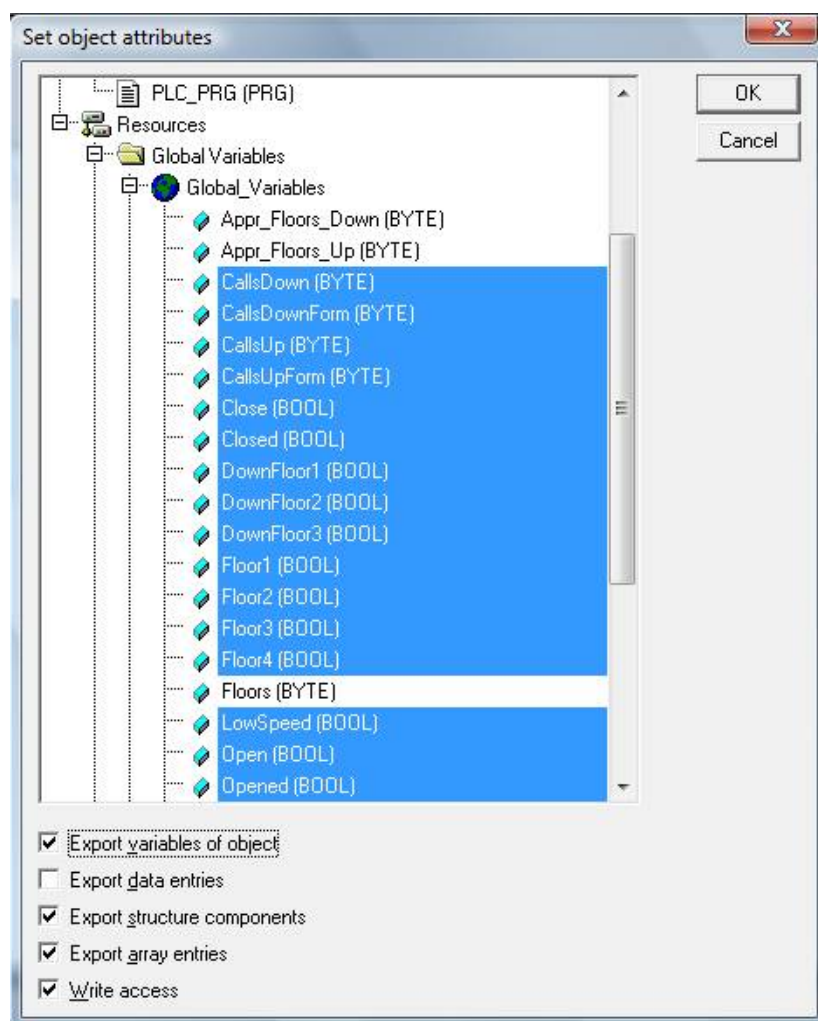 Set object attributes
PLC_PRG (PRG)
OK
Resources
Cancel
Global Variables
Global_Variables
Appr_Floors_Down (BYTE)
Appr_Floors_Up (BYTE)
CallsDown (BYTE)
CallsDownForm (BYTE)
CallsUp (BYTE)
CallsUpForm (BYTE)
Close (BOOL)
Closed (BOOL)
DownFloor1 (BOOL)
DownFloor2 (BOOL)
DownFloor3 (BOOL)
Floor1 (BOOL)
Floor2 (BOOL)
Floor3 (BOOL)
Floor4 (BOOL)
Floors (BYTE)
LowSpeed (BOOL)
Open (BOOL)
Opened (BOOL)
Export variables of object
Export data entries
Export structure components
Export array entries
Write access